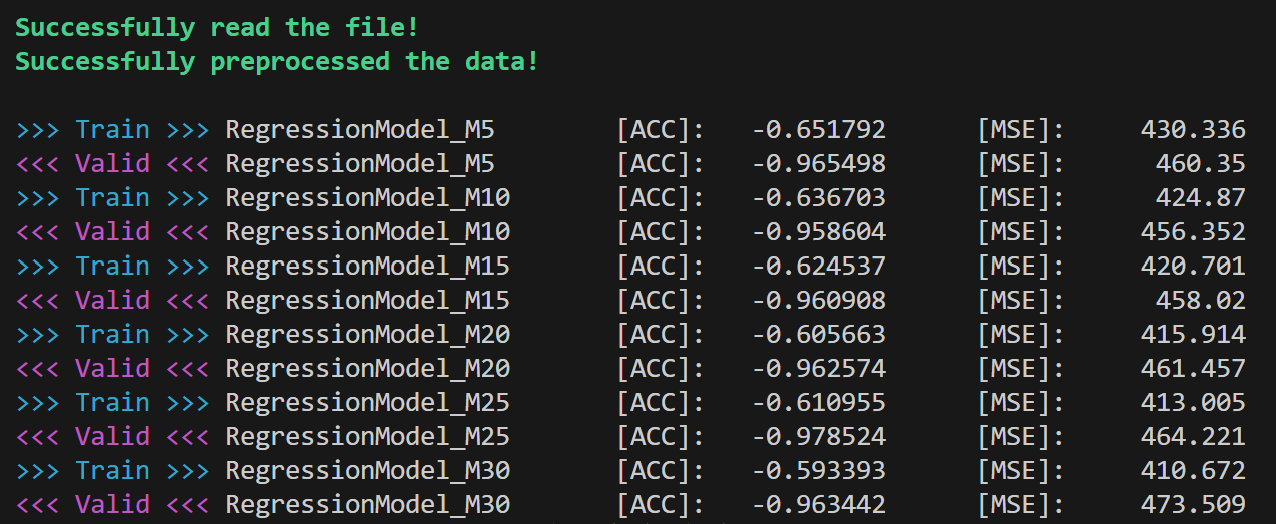 Successfully read the file!
Successfully preprocessed the data!
>>> Train >>> RegressionModel_M5 [ACC]: -0.651792 [MSE]: 430.336
<<< Valid <<< RegressionModel_M5 [ACC]: -0.965498 [MSE]: 460.35
>>> Train >>> RegressionModel_M10 [ACC]: -0.636703 [MSE]: 424.87
<<< Valid <<< RegressionModel_M10 [ACC]: -0.958604 [MSE]: 456.352
>>> Train >>> RegressionModel_M15 [ACC]: -0.624537 [MSE]: 420.701
<<< Valid <<< RegressionModel_M15 [ACC]: -0.960908 [MSE]: 458.02
>>> Train >>> RegressionModel_M20 [ACC]: -0.605663 [MSE]: 415.914
<<< Valid <<< RegressionModel_M20 [ACC]: -0.962574 [MSE]: 461.457
>>> Train >>> RegressionModel_M25 [ACC]: -0.610955 [MSE]: 413.005
<<< Valid <<< RegressionModel_M25 [ACC]: -0.978524 [MSE]: 464.221
>>> Train >>> RegressionModel_M30 [ACC]: -0.593393 [MSE]: 410.672
<<< Valid <<< RegressionModel_M30 [ACC]: -0.963442 [MSE]: 473.509